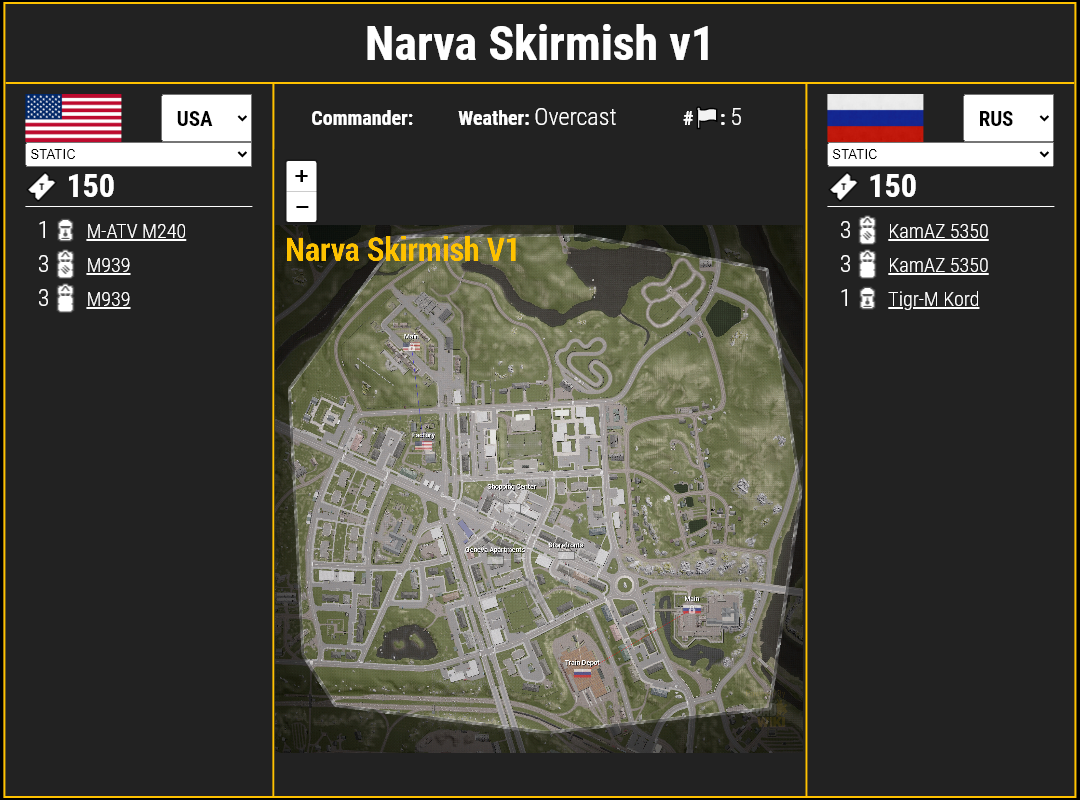 Narva Skirmish v1
USA
STATIC
150
1 M-ATV M240
3 M939
3 M939
Commander:
Weather: Overcast
#: 5
+
−
Narva Skirmish V1
Main
Factory
Shopping Center
Geneva Apartments
Storefronts
Main
Train Depot
RUS
STATIC
150
3 KamAZ 5350
3 KamAZ 5350
1 Tigr-M Kord